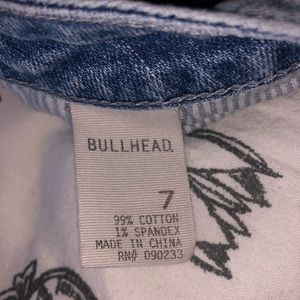 BULLHEAD.
7
99% COTTON
1% SPANDEX
MADE IN CHINA
RN# 090233